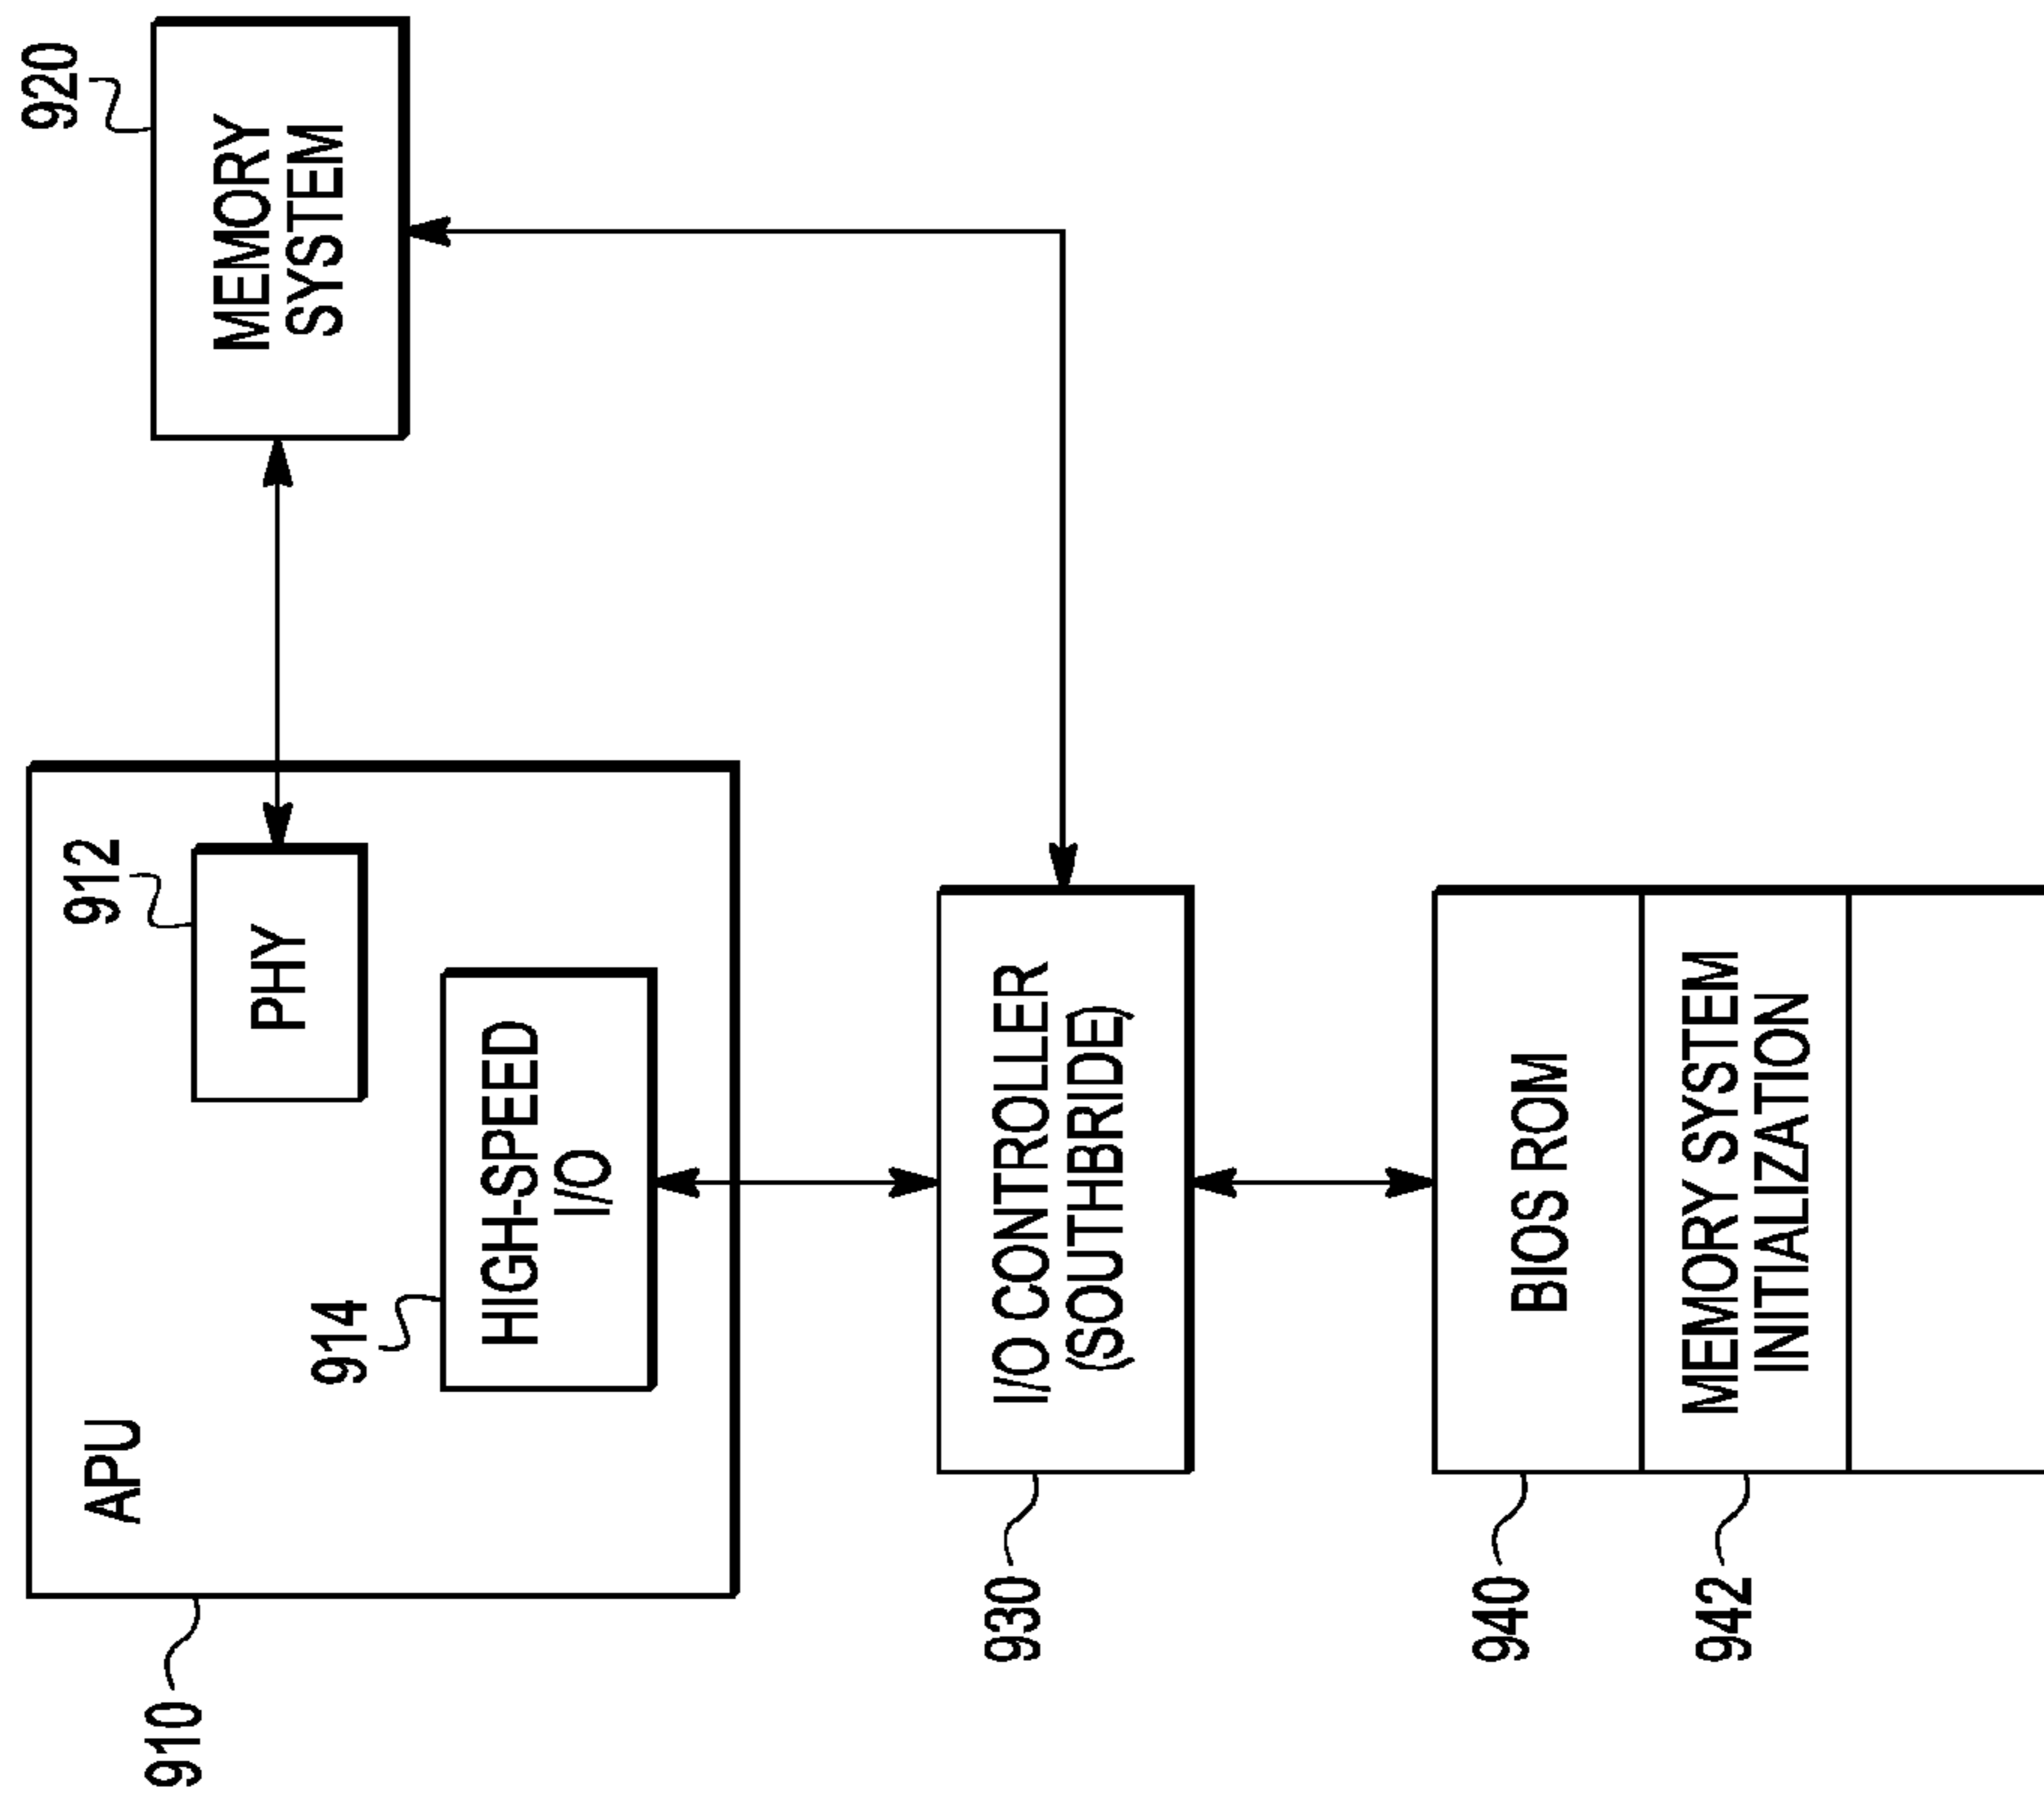 920
MEMORY
SYSTEM
912
PHY
914
HIGH-SPEED
I/O
APU
910
I/O CONTROLLER
(SOUTHBRIDE)
930
BIOS ROM
940
MEMORY SYSTEM
INITIALIZATION
942